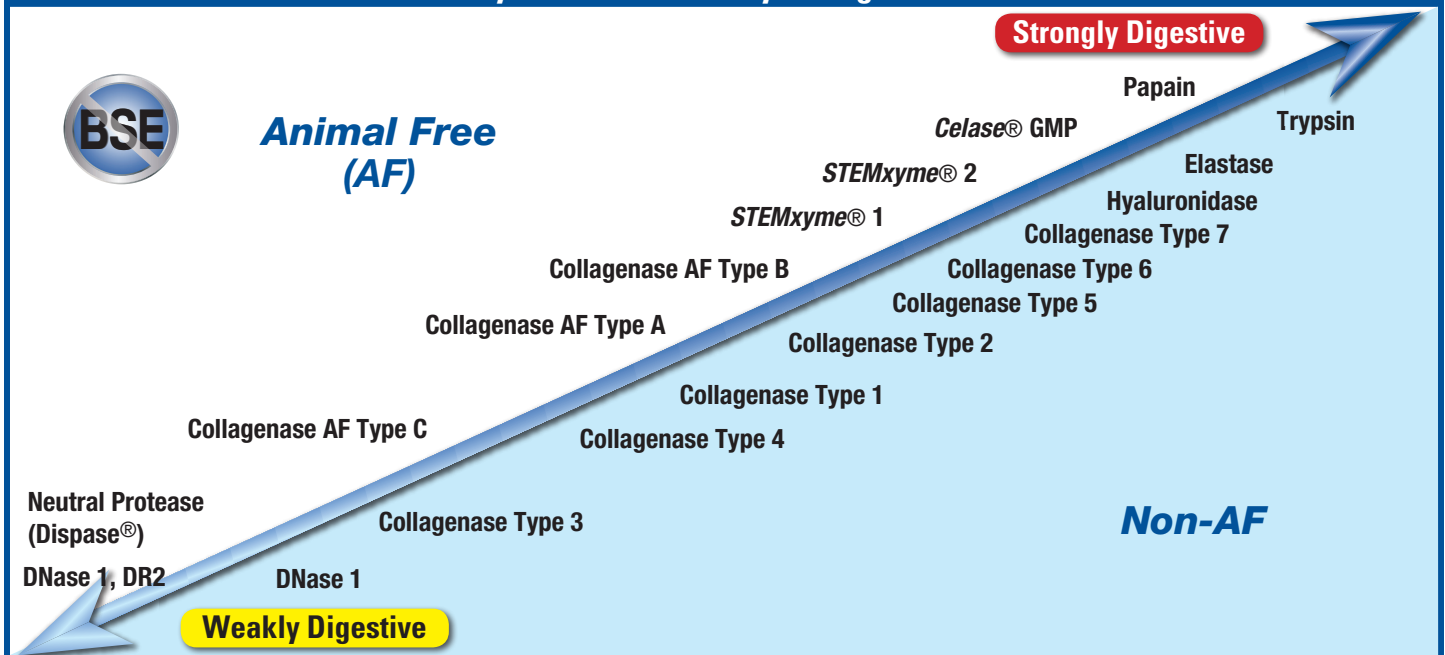 Strongly Digestive
BSE
Animal Free
(AF)
Papain
Trypsin
Celase® GMP
Elastase
STEMxyme® 2
Hyaluronidase
STEMxyme® 1
Collagenase Type 7
Collagenase AF Type B
Collagenase Type 6
Collagenase Type 5
Collagenase AF Type A
Collagenase Type 2
Collagenase Type 1
Collagenase AF Type C
Collagenase Type 4
Neutral Protease
(Dispase®)
Collagenase Type 3
Non-AF
DNase 1, DR2
DNase 1
Weakly Digestive